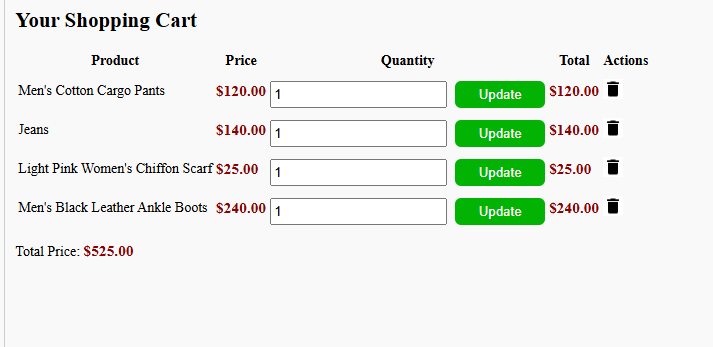 Your Shopping Cart
Product Price Quantity Total Actions
Men's Cotton Cargo Pants $120.00 1 Update $120.00
Jeans $140.00 1 Update $140.00
Light Pink Women's Chiffon Scarf $25.00 1 Update $25.00
Men's Black Leather Ankle Boots $240.00 1 Update $240.00
Total Price: $525.00